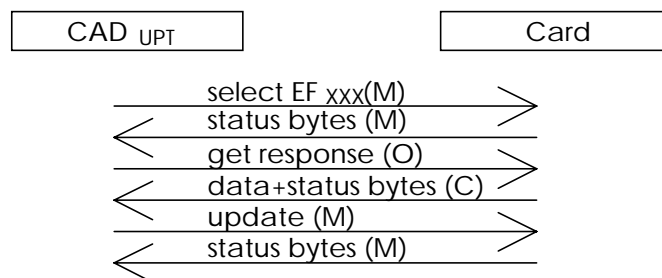 CAD UPT
Card
select EF XXX(M)
status bytes (M)
get response (O)
data+status bytes (C)
update (M)
status bytes (M)